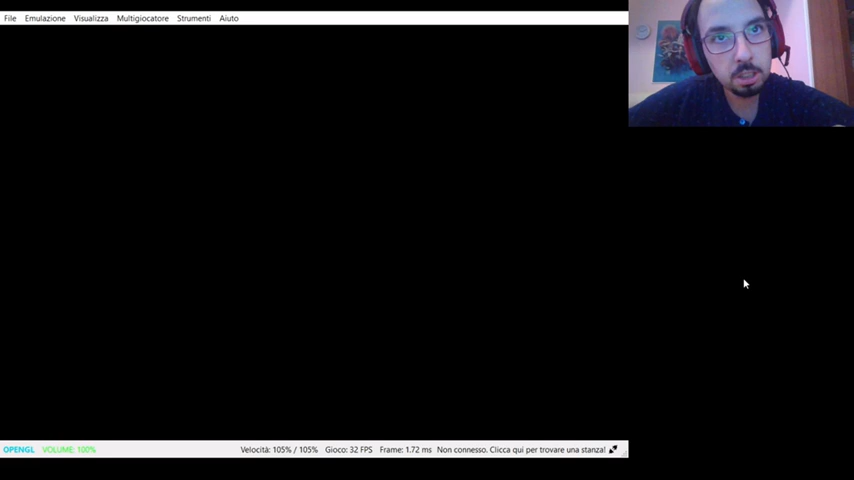 File Emulazione Visualizza Multigiocatore Strumenti Aiuto
OPENGL VOLUME: 100% Velocità: 105% / 105% Gioco: 32 FPS Frame: 1.72 ms Non connesso. Clicca qui per trovare una stanza!